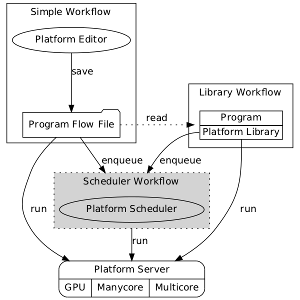 Simple Workflow
Platform Editor
save
Library Workflow
Program Flow File
read
Program
Platform Library
enqueue
enqueue
Scheduler Workflow
Platform Scheduler
run
run
run
Platform Server
GPU Manycore Multicore